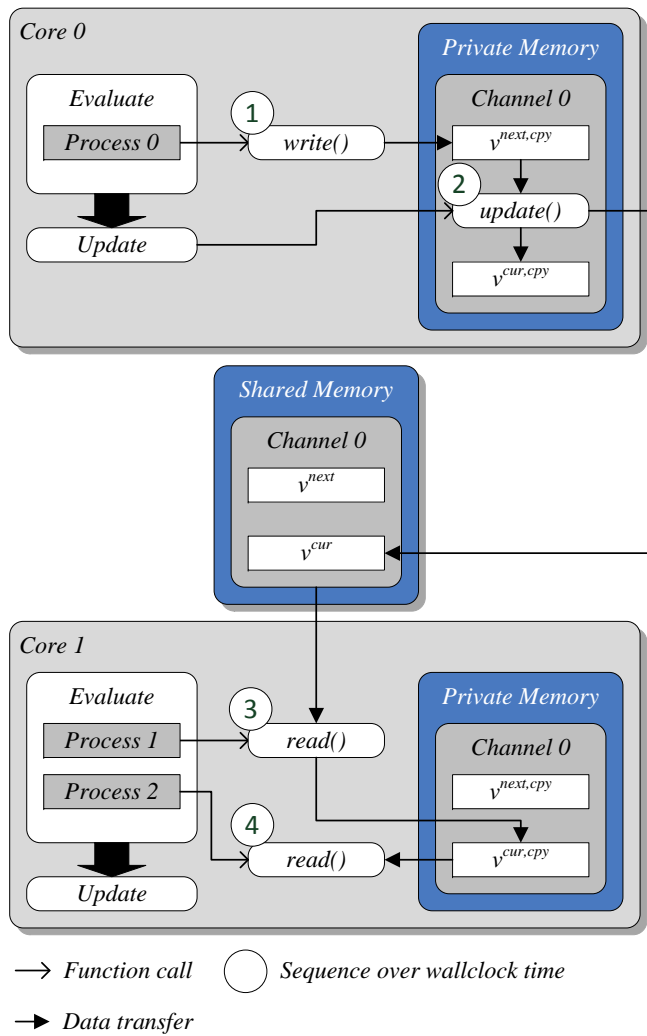 Core 0
Private Memory
Evaluate
Channel 0
1
Process 0
write()
v^next,cpy
2
update()
Update
v^cur,cpy
Shared Memory
Channel 0
v^next
v^cur
Core 1
Evaluate
Private Memory
3
Channel 0
Process 1
read()
Process 2
v^next,cpy
4
read()
v^cur,cpy
Update
Function call
Sequence over wallclock time
Data transfer